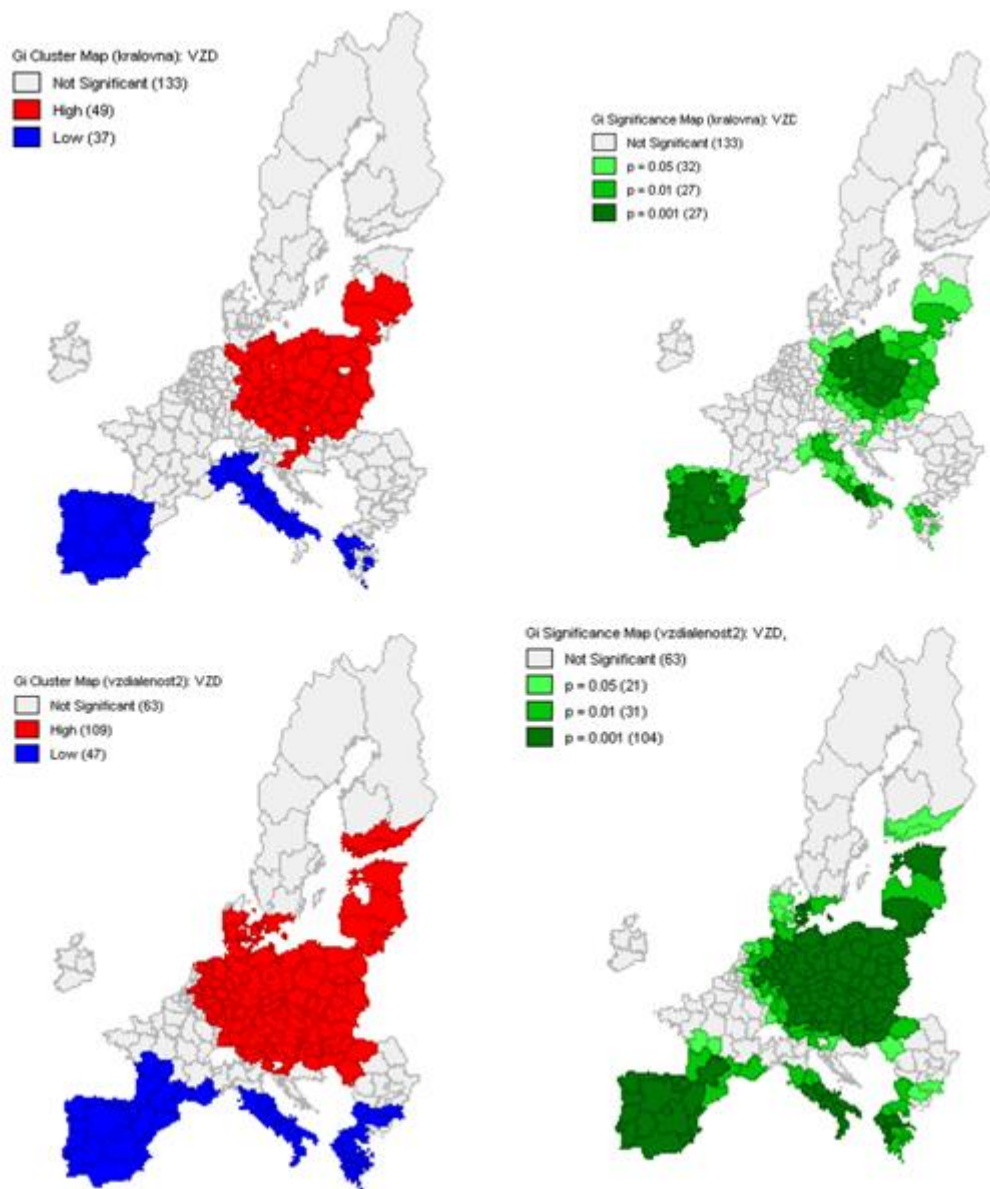 Gi Cluster Map (kralovna): VZD
Not Significant (133)
High (49)
Low (37)
Gi Significance Map (kralovna): VZD
Not Significant (133)
p = 0.05 (32)
p = 0.01 (27)
p = 0.001 (27)
Gi Cluster Map (vzdialenost2): VZD
Not Significant (63)
High (109)
Low (47)
Gi Significance Map (vzdialenost2): VZD,
Not Significant (63)
p = 0.05 (21)
p = 0.01 (31)
p = 0.001 (104)